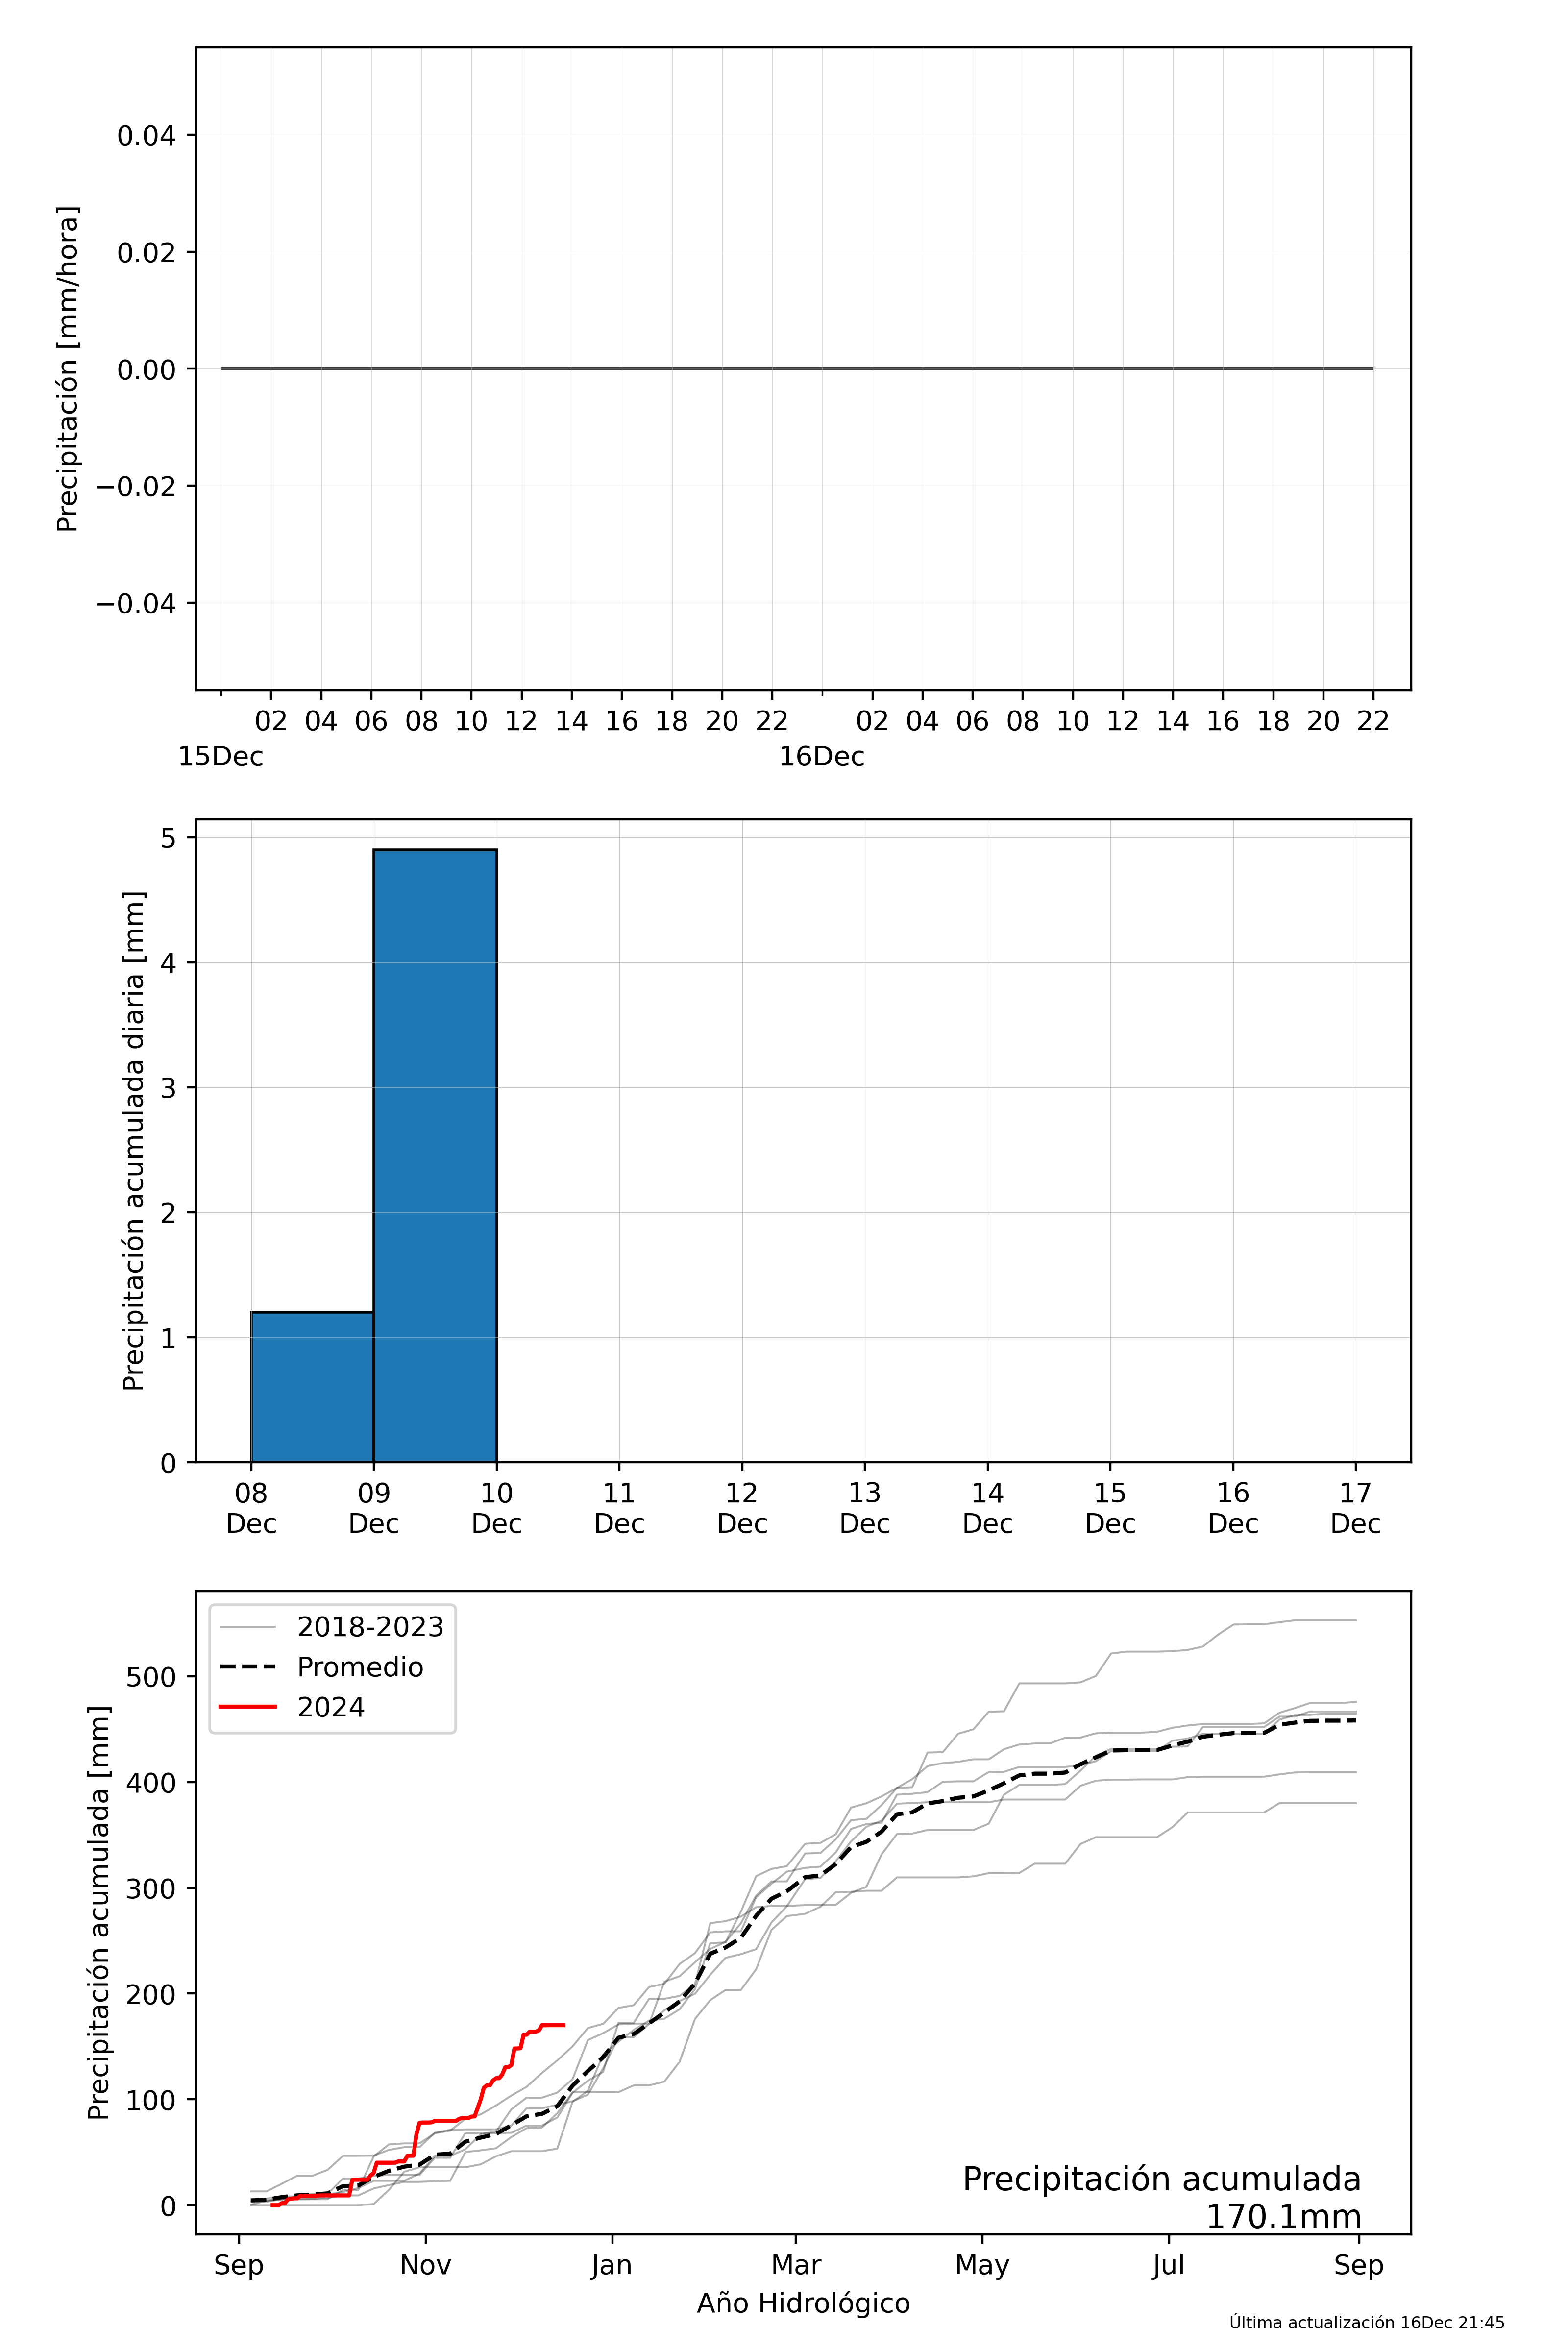 Precipitación [mm/hora]
0.04
0.02
0.00
−0.02
−0.04
02 04 06 08 10 12 14 16 18 20 22 02 04 06 08 10 12 14 16 18 20 22
15Dec 16Dec
Precipitación acumulada diaria [mm]
5
4
3
2
1
0
08 09 10 11 12 13 14 15 16 17
Dec Dec Dec Dec Dec Dec Dec Dec Dec Dec
Precipitación acumulada [mm]
2018-2023
Promedio
2024
500
400
300
200
100
0
Precipitación acumulada
170.1mm
Sep Nov Jan Mar May Jul Sep
Año Hidrológico
Última actualización 16Dec 21:45